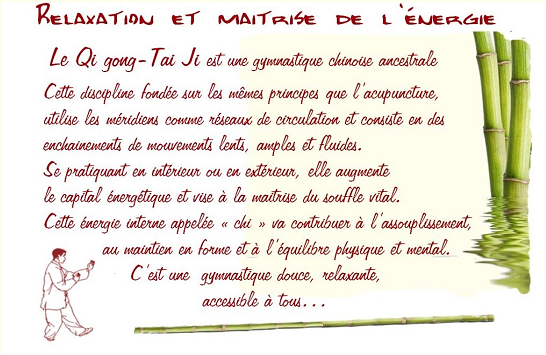 Relaxation et maitrise de l'énergie
Le Qi gong-Tai Ji est une gymnastique chinoise ancestrale
Cette discipline fondée sur les mêmes principes que l'acupuncture,
utilise les méridiens comme réseaux de circulation et consiste en des
enchainements de mouvements lents, amples et fluides.
Se pratiquant en intérieur ou en extérieur, elle augmente
le capital énergétique et vise à la maitrise du souffle vital.
Cette énergie interne appelée « chi » va contribuer à l'assouplissement,
au maintien en forme et à l'équilibre physique et mental.
C'est une gymnastique douce, relaxante,
accessible à tous...